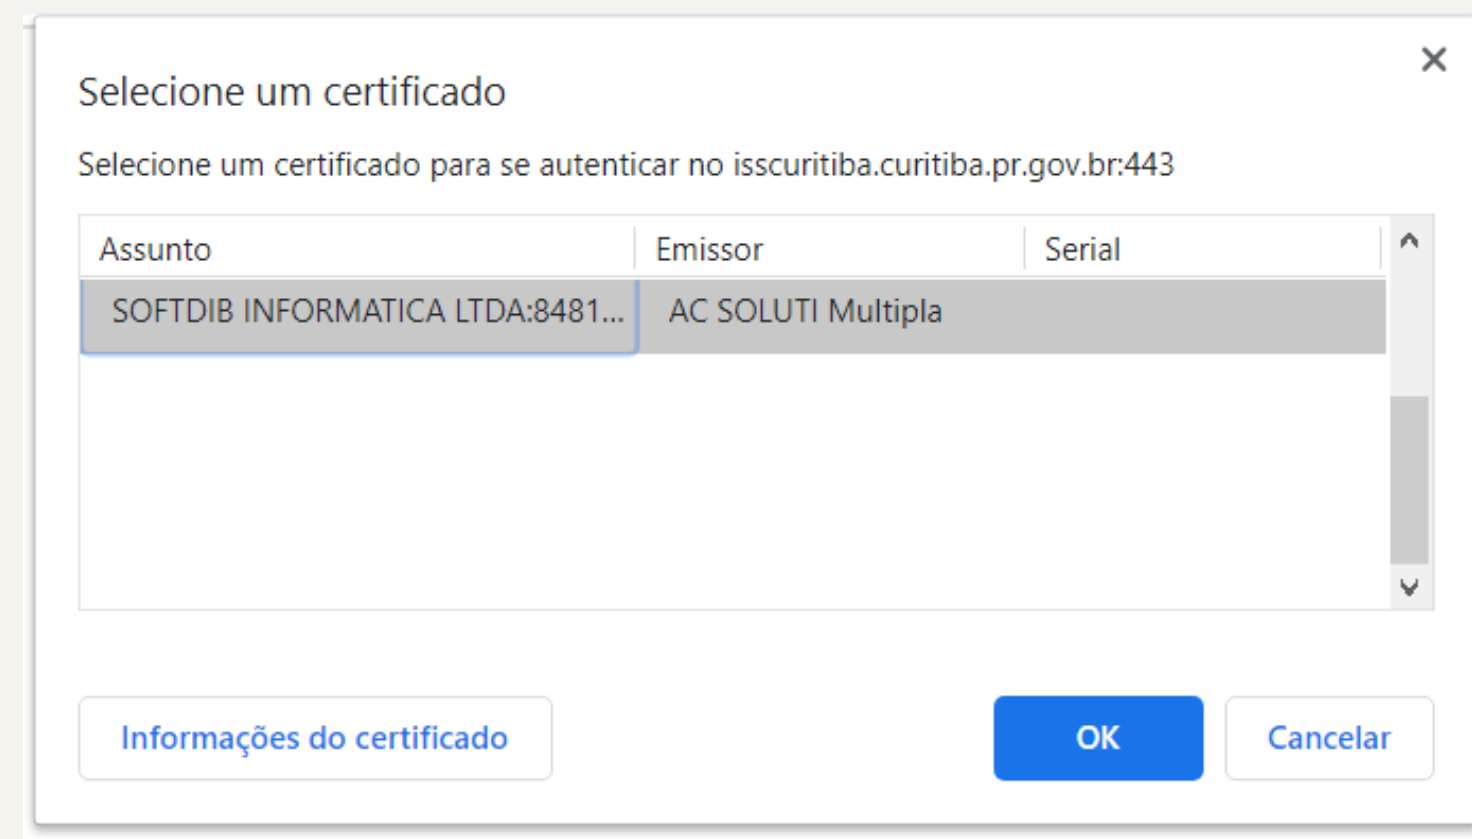 Selecione um certificado
Selecione um certificado para se autenticar no isscuritiba.curitiba.pr.gov.br:443
Assunto Emissor Serial
SOFTDIB INFORMATICA LTDA:8481... AC SOLUTI Multipla
Informações do certificado OK Cancelar